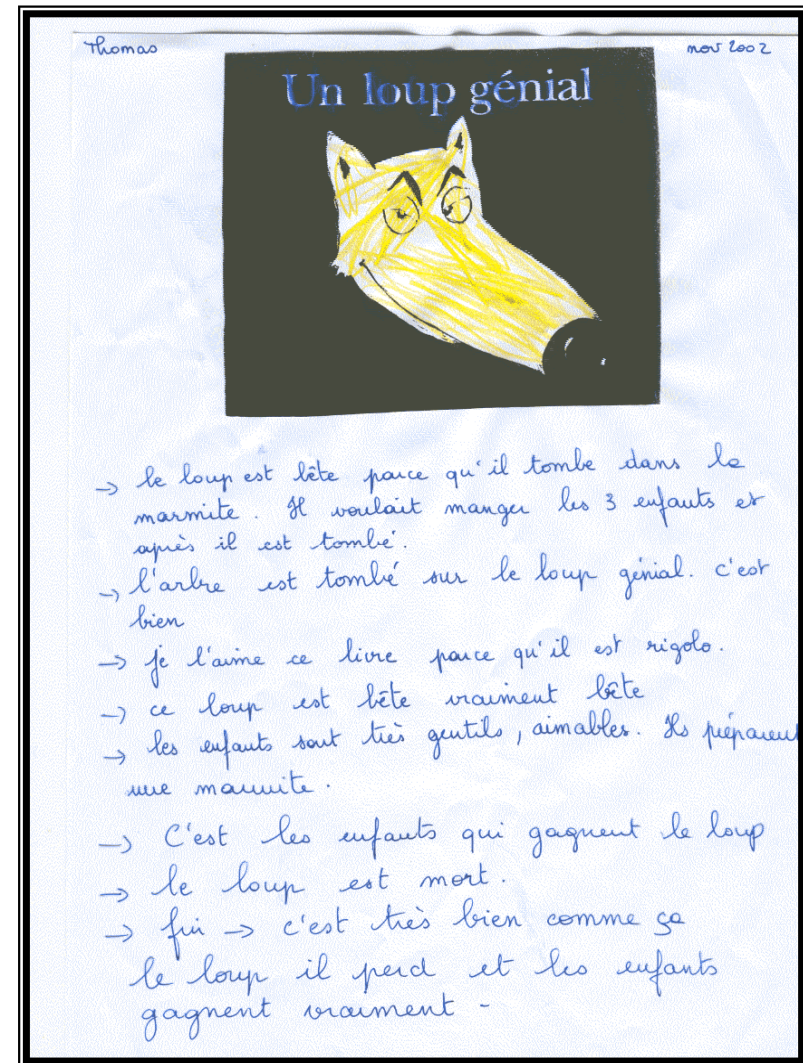 Thomas
nov 2002
Un loup génial
→ le loup est bête parce qu'il tombe dans la
marmite. Il voulait manger les 3 enfants et
après il est tombé.
→ l'arbre est tombé sur le loup génial. c'est
bien
→ je l'aime ce livre parce qu'il est rigolo.
→ ce loup est bête vraiment bête
→ les enfants sont très gentils, aimables. Ils préparent
une marmite.
→ C'est les enfants qui gagnent le loup
→ le loup est mort.
→ fin → c'est très bien comme ça
le loup il perd et les enfants
gagnent vraiment -